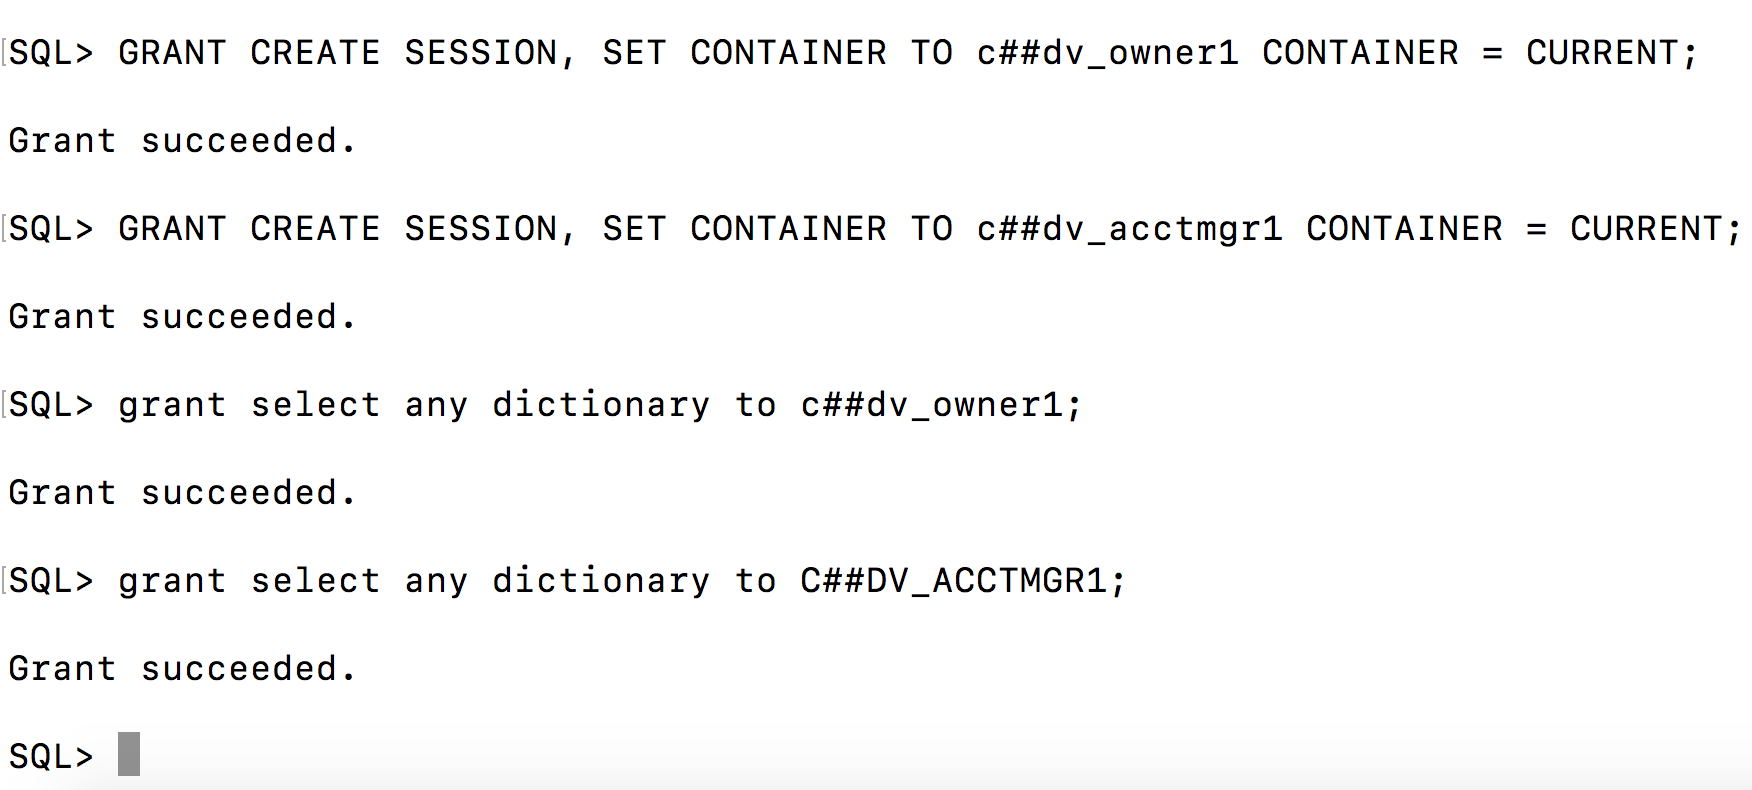 SQL> GRANT CREATE SESSION, SET CONTAINER TO c##dv_owner1 CONTAINER = CURRENT;
Grant succeeded.
SQL> GRANT CREATE SESSION, SET CONTAINER TO c##dv_acctmgr1 CONTAINER = CURRENT;
Grant succeeded.
SQL> grant select any dictionary to c##dv_owner1;
Grant succeeded.
SQL> grant select any dictionary to C##DV_ACCTMGR1;
Grant succeeded.
SQL>